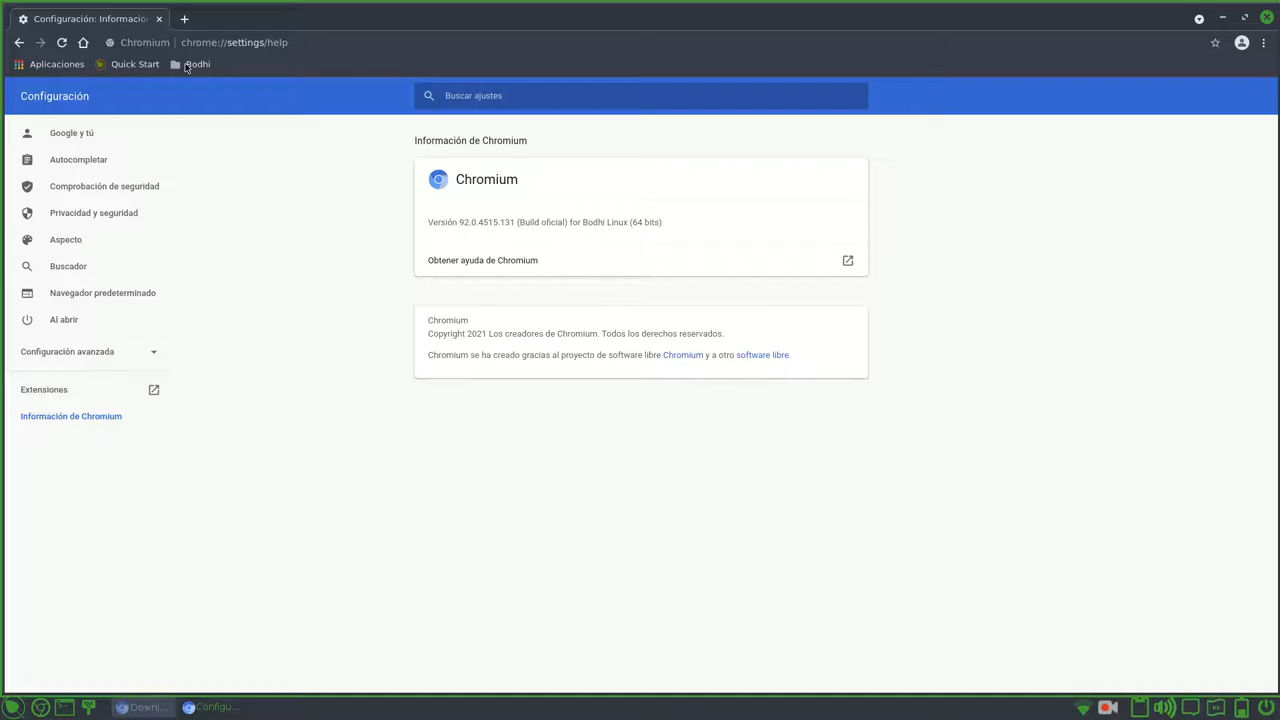 Configuración: Informació
Chromium | chrome://settings/help
Aplicaciones Quick Start Bodhi
Configuración
Buscar ajustes
Google y tú
Autocompletar
Comprobación de seguridad
Privacidad y seguridad
Aspecto
Buscador
Navegador predeterminado
Al abrir
Configuración avanzada
Extensiones
Información de Chromium
Información de Chromium
Chromium
Versión 92.0.4515.131 (Build oficial) for Bodhi Linux (64 bits)
Obtener ayuda de Chromium
Chromium
Copyright 2021 Los creadores de Chromium. Todos los derechos reservados.
Chromium se ha creado gracias al proyecto de software libre Chromium y a otro software libre.
Downl... Configu...